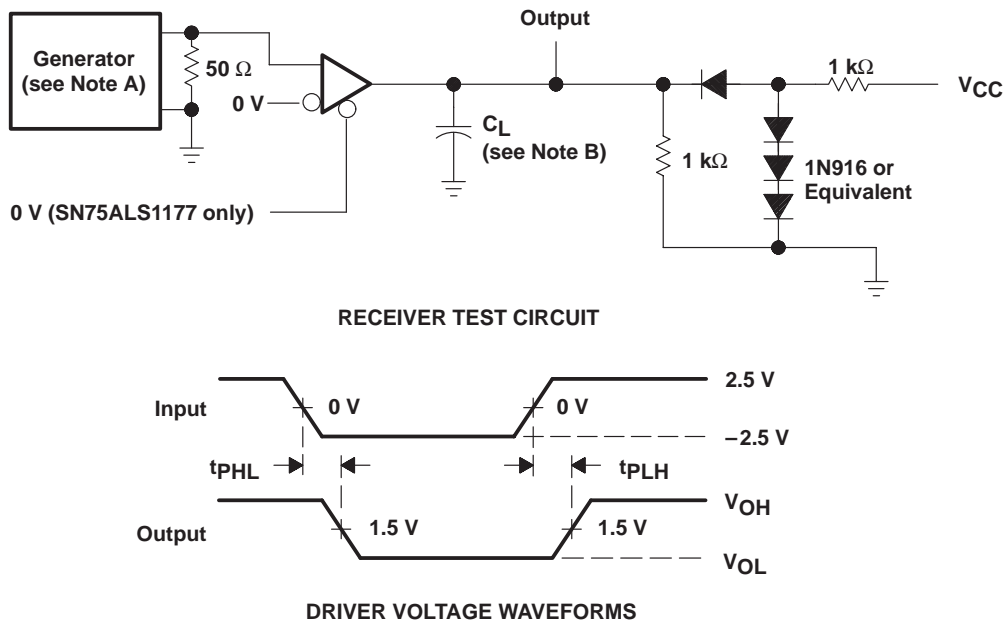 Output
Generator
(see Note A)
50 Ω
0 V
CL
(see Note B)
1 kΩ
1 kΩ
VCC
1N916 or
Equivalent
0 V (SN75ALS1177 only)
RECEIVER TEST CIRCUIT
Input
0 V
0 V
2.5 V
−2.5 V
tPHL
tPLH
Output
1.5 V
1.5 V
VOH
VOL
DRIVER VOLTAGE WAVEFORMS